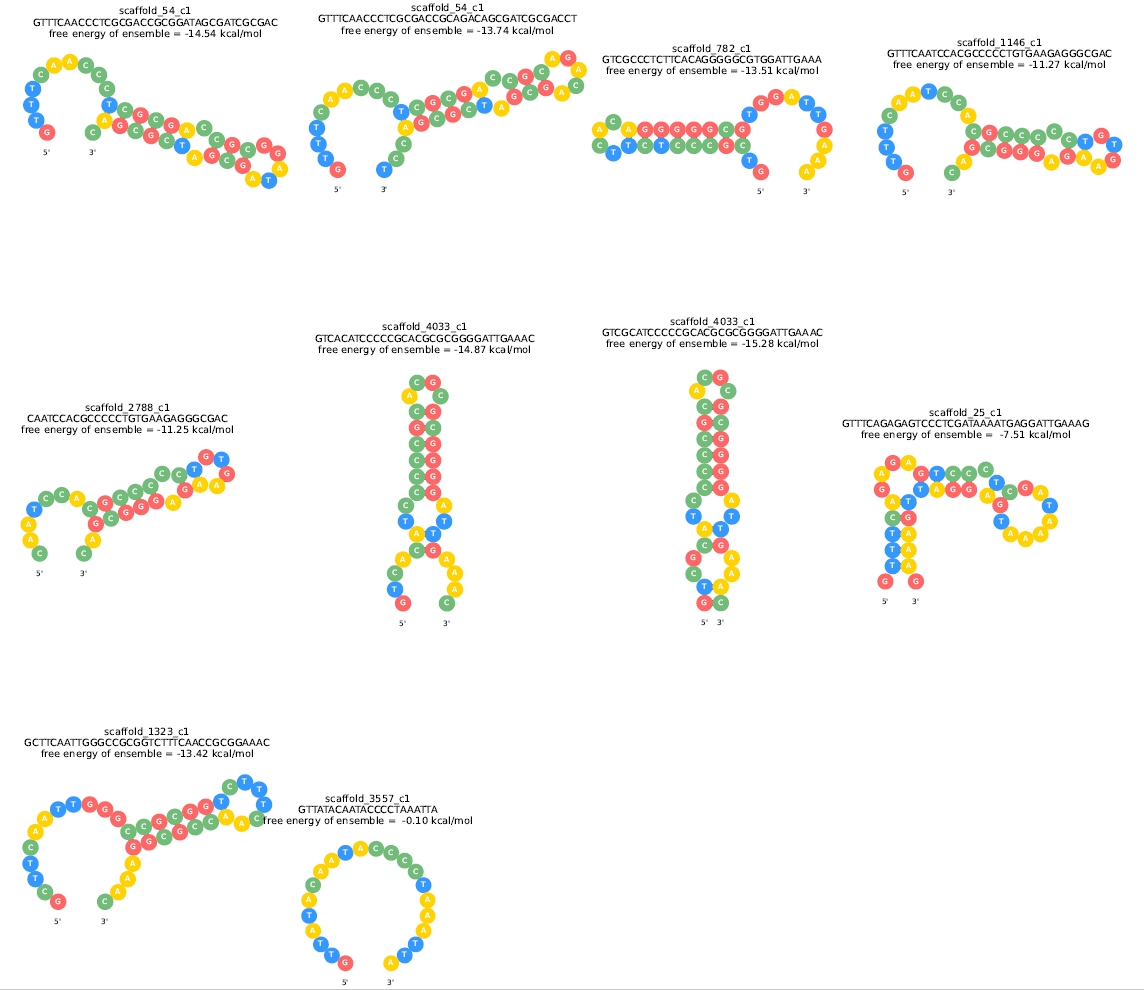 scaffold_54_c1
GTTTCAACCCTCGCGACCGCGGATAGCGATCGCGAC
free energy of ensemble = -14.54 kcal/mol
5'
3'
scaffold_54_c1
GTTTCAACCCTCGCGACCGCAGACAGCGATCGCGACCT
free energy of ensemble = -13.74 kcal/mol
5'
3'
scaffold_782_c1
GTCGCCCTCTTCACAGGGGGCGTGGATTGAAA
free energy of ensemble = -13.51 kcal/mol
5'
3'
scaffold_1146_c1
GTTTCAATCCACGCCCCCTGTGAAGAGGGCGAC
free energy of ensemble = -11.27 kcal/mol
5'
3'
scaffold_2788_c1
CAATCCACGCCCCCTGTGAAGAGGGCGAC
free energy of ensemble = -11.25 kcal/mol
5'
3'
scaffold_4033_c1
GTCACATCCCCCGCACGCGCGGGGATTGAAAC
free energy of ensemble = -14.87 kcal/mol
5'
3'
scaffold_4033_c1
GTCGCATCCCCCGCACGCGCGGGGATTGAAAC
free energy of ensemble = -15.28 kcal/mol
5'
3'
scaffold_25_c1
GTTTCAGAGAGTCCCTCGATAAAATGAGGATTGAAAG
free energy of ensemble =  -7.51 kcal/mol
5'
3'
scaffold_1323_c1
GCTTCAATTGGGCCGCGGTCTTTCAACCGCGGAAAC
free energy of ensemble = -13.42 kcal/mol
5'
3'
scaffold_3557_c1
GTTATACAATACCCCTAAATTA
free energy of ensemble =  -0.10 kcal/mol
5'
3'